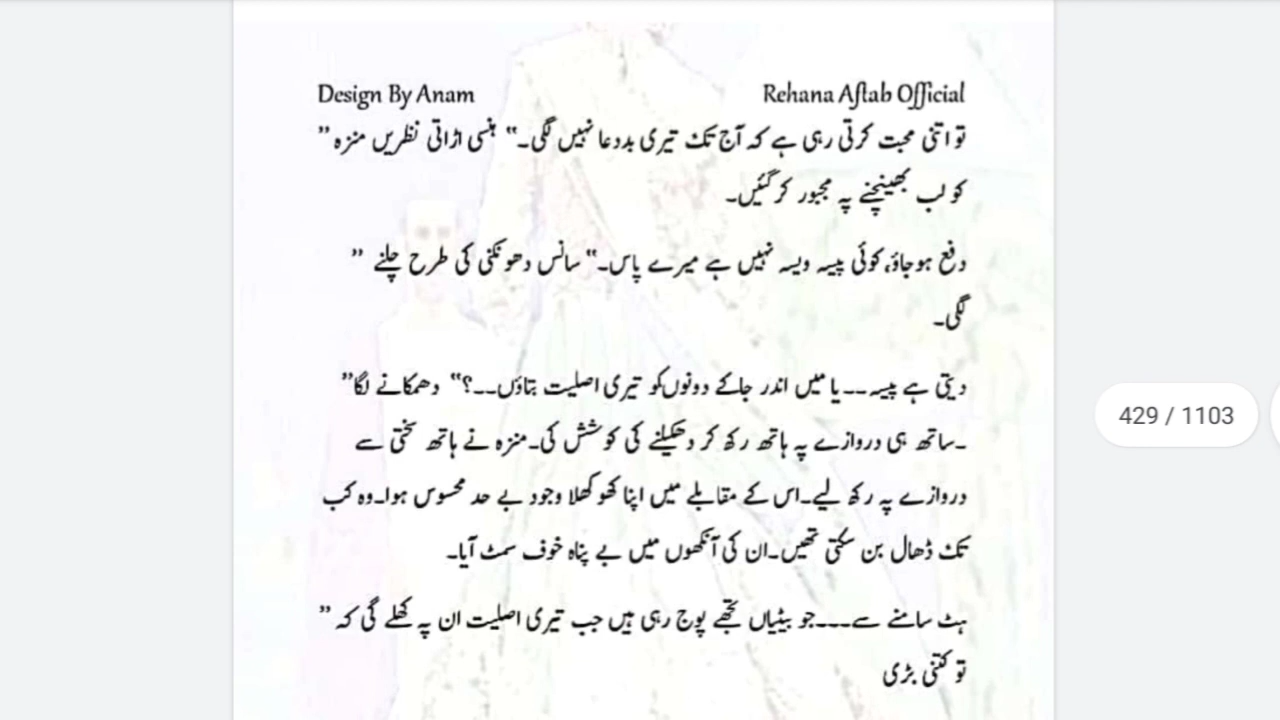 Design By Anam Rehana Aftab Official
تو اتنی محبت کرتی رہی ہے کہ آج تک تیری بددعا نہیں لگی۔“ ہنسی اڑاتی نظریں منزہ ”
کو لب بھینچنے پہ مجبور کر گئیں۔
دفع ہوجاؤ، کوئی پیسہ ویسہ نہیں ہے میرے پاس۔“ سانس دھونکنی کی طرح چلنے ”
لگی۔
دیتی ہے پیسہ۔۔یا میں اندر جاکے دونوں کو تیری اصلیت بتاؤں۔۔؟“ دھمکانے لگا”
۔ساتھ ہی دروازے پہ ہاتھ رکھ کر دھکیلنے کی کوشش کی۔منزہ نے ہاتھ سختی سے
دروازے پہ رکھ لیے۔اس کے مقابلے میں اپنا کھوکھلا وجود بے حد محسوس ہوا۔وہ کب
تک ڈھال بن سکتی تھیں۔ان کی آنکھوں میں بے پناہ خوف سمٹ آیا۔
ہٹ سامنے سے۔۔۔جو بیٹیاں تجھے پوج رہی ہیں جب تیری اصلیت ان پہ کھلے گی کہ ”
تو کتنی بڑی
429 / 1103